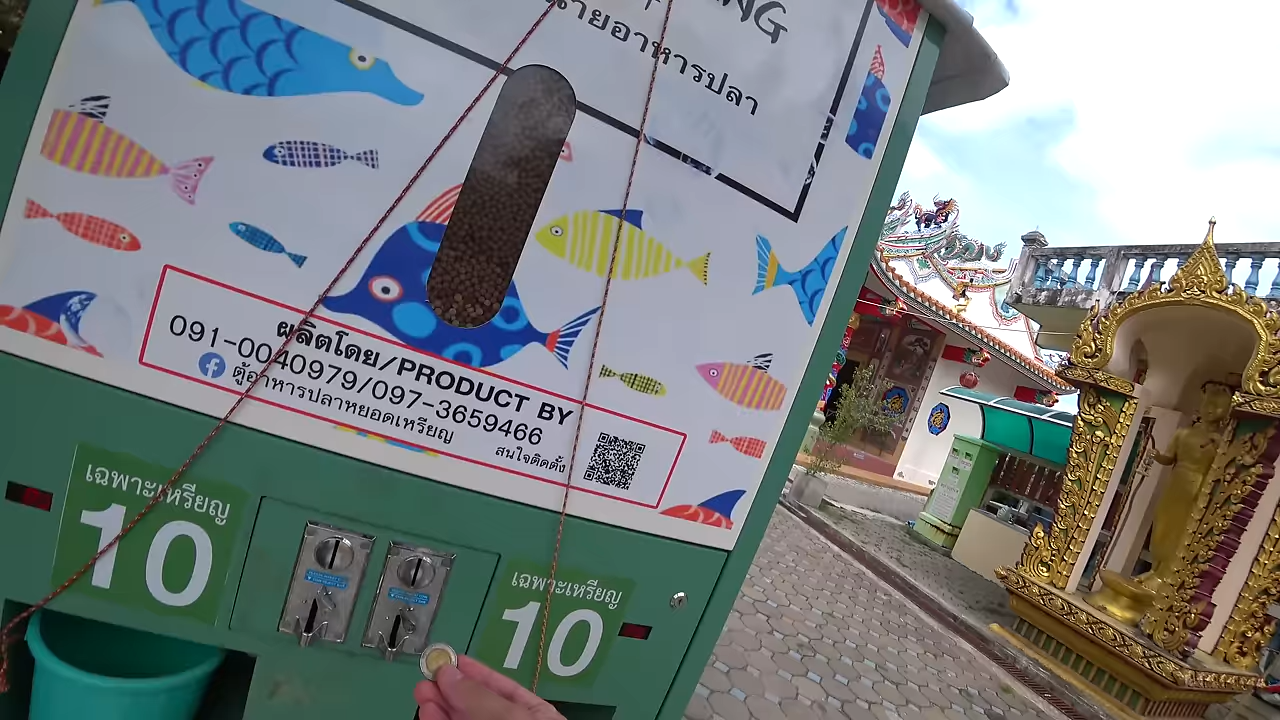 นายอาหารปลา
ผลิตโดย/PRODUCT BY
091-0040979/097-3659466
ตู้อาหารปลาหยอดเหรียญ
สนใจติดตั้ง
เฉพาะเหรียญ
10
เฉพาะเหรียญ
10